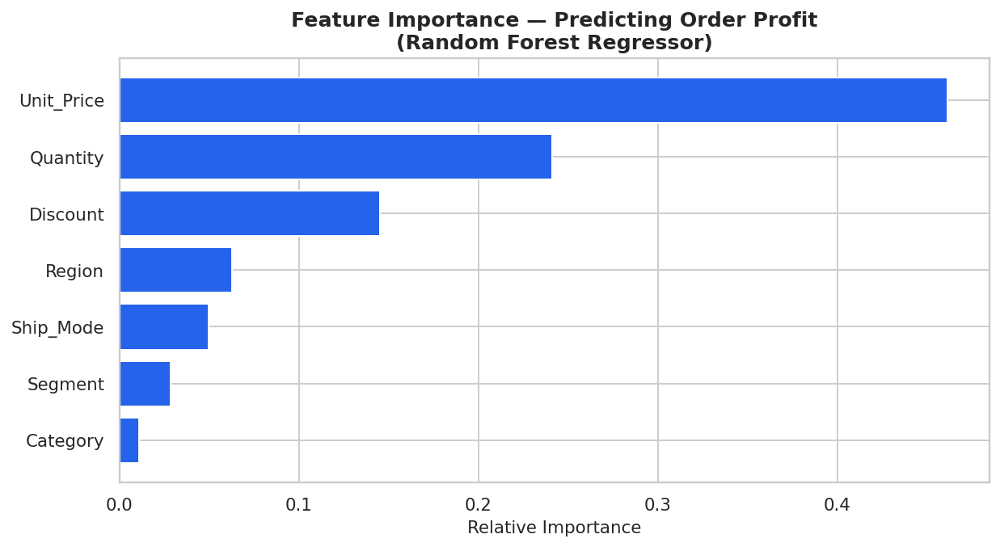 Feature Importance — Predicting Order Profit
(Random Forest Regressor)
Unit_Price
Quantity
Discount
Region
Ship_Mode
Segment
Category
0.0 0.1 0.2 0.3 0.4
Relative Importance